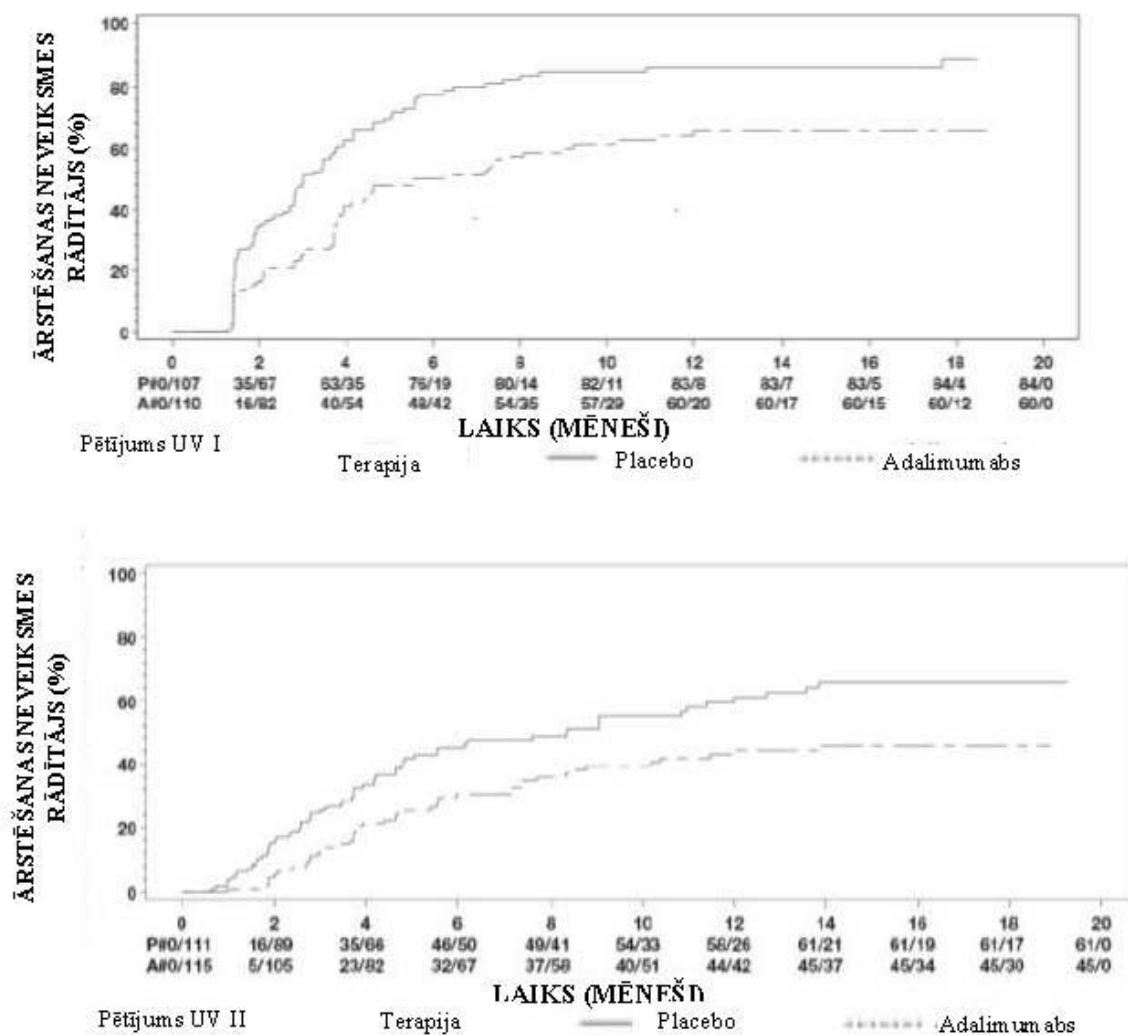 ĀRSTĒŠANAS NEVEIKSMES
RĀDĪTĀJS (%)
100
80
60
40
20
0
0 2 4 6 8 10 12 14 16 18 20
P#0/107 35/67 63/35 76/19 80/14 82/11 83/8 83/7 83/5 84/4 84/0
A#0/110 16/82 40/54 48/42 54/35 57/29 60/20 60/17 60/15 60/12 60/0
LAIKS (MĒNEŠI)
Pētījums UV I
Terapija Placebo Adalimumabs
ĀRSTĒŠANAS NEVEIKSMES
RĀDĪTĀJS (%)
100
80
60
40
20
0
0 2 4 6 8 10 12 14 16 18 20
P#0/111 16/89 35/66 46/50 49/41 54/33 58/26 61/21 61/19 61/17 61/0
A#0/115 5/105 23/82 32/67 37/58 40/51 44/42 45/37 45/34 45/30 45/0
LAIKS (MĒNEŠI)
Pētījums UV II Terapija Placebo Adalimumabs